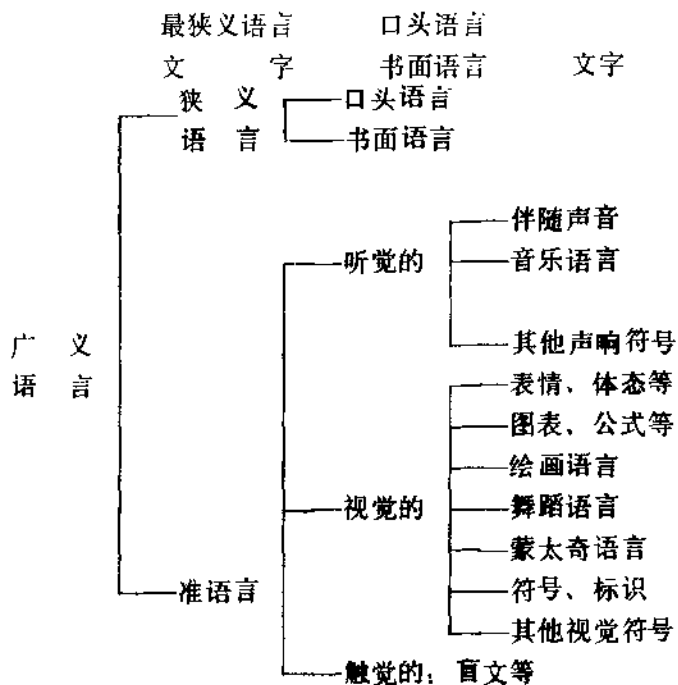 最狭义语言 口头语言
文 字 书面语言 文字
狭 义 口头语言
语 言 书面语言
伴随声音
听觉的 音乐语言
其他声响符号
广 义
语 言
表情、体态等
图表、公式等
绘画语言
视觉的 舞蹈语言
蒙太奇语言
准语言 符号、标识
其他视觉符号
触觉的：盲文等